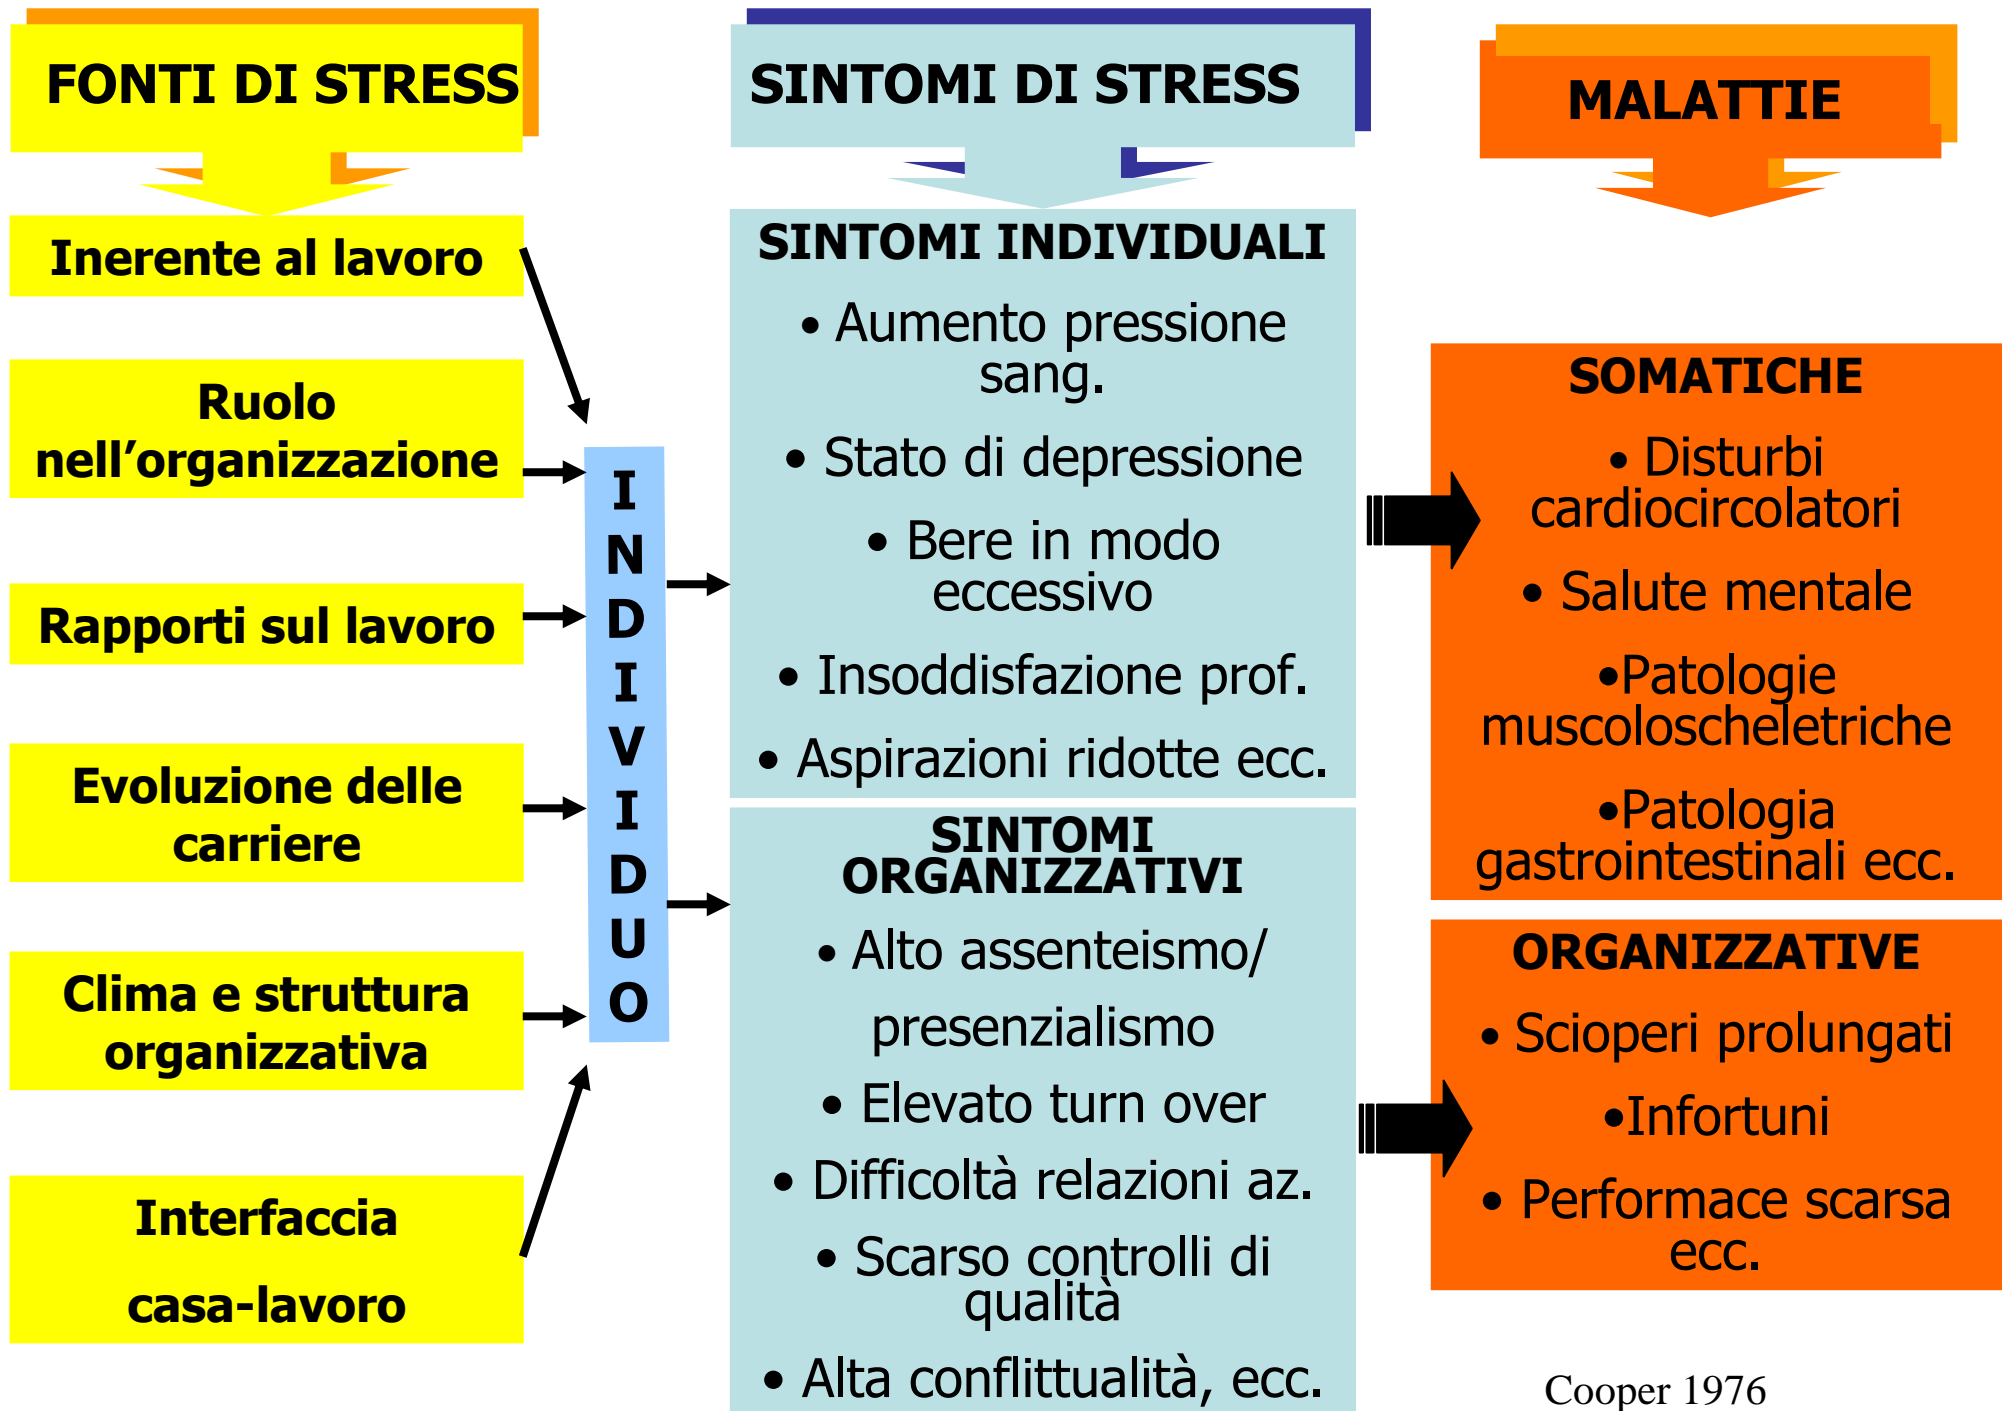 FONTI DI STRESS
Inerente al lavoro
Ruolo
nell’organizzazione
Rapporti sul lavoro
Evoluzione delle
carriere
Clima e struttura
organizzativa
Interfaccia
casa-lavoro
I
N
D
I
V
I
D
U
O
SINTOMI DI STRESS
SINTOMI INDIVIDUALI
• Aumento pressione
sang.
• Stato di depressione
• Bere in modo
eccessivo
• Insoddisfazione prof.
• Aspirazioni ridotte ecc.
SINTOMI
ORGANIZZATIVI
• Alto assenteismo/
presenzialismo
• Elevato turn over
• Difficoltà relazioni az.
• Scarso controlli di
qualità
• Alta conflittualità, ecc.
MALATTIE
SOMATICHE
• Disturbi
cardiocircolatori
• Salute mentale
•Patologie
muscoloscheletriche
•Patologia
gastrointestinali ecc.
ORGANIZZATIVE
• Scioperi prolungati
•Infortuni
• Performace scarsa
ecc.
Cooper 1976